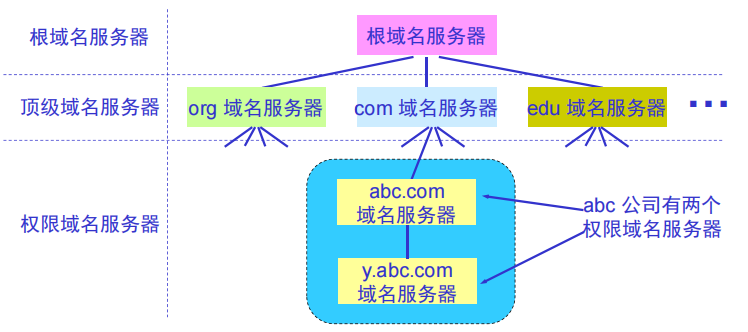 根域名服务器
根域名服务器
顶级域名服务器
org 域名服务器
com 域名服务器
edu 域名服务器
...
权限域名服务器
abc.com
域名服务器
y.abc.com
域名服务器
abc 公司有两个
权限域名服务器